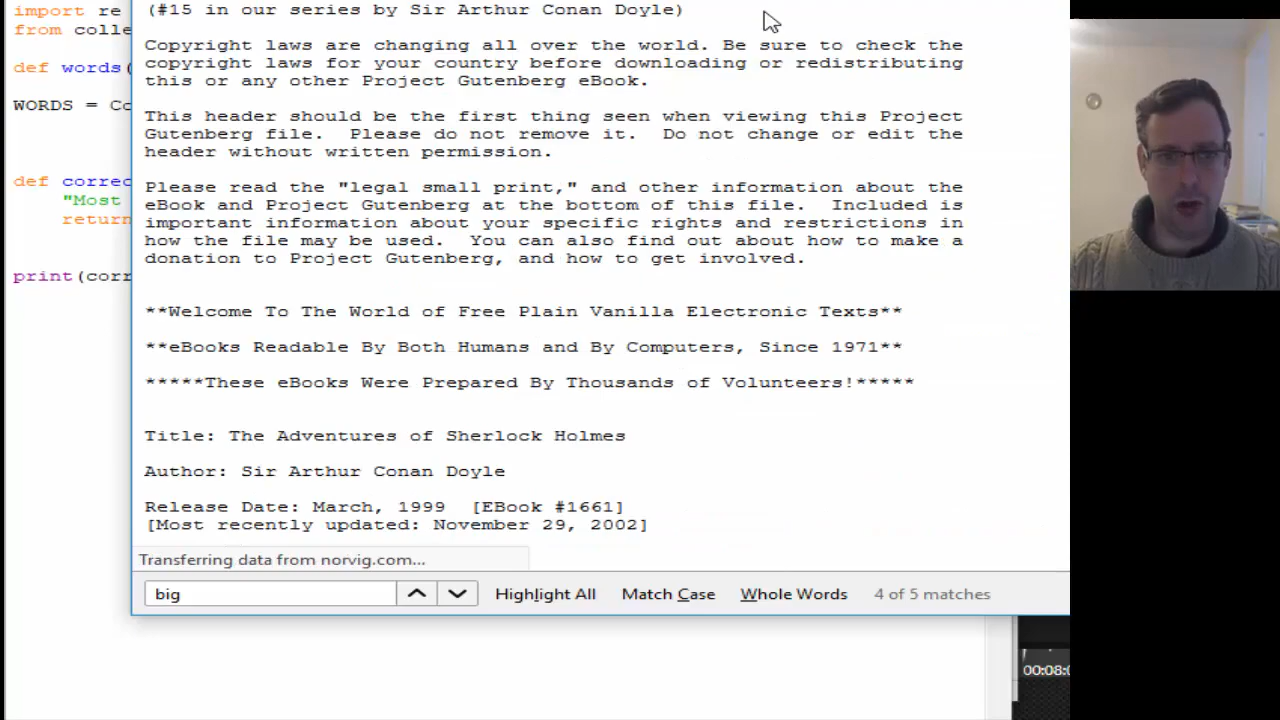 import re
from colle
def words(
WORDS = Co
def correc
"Most
return
print(corr
(#15 in our series by Sir Arthur Conan Doyle)
Copyright laws are changing all over the world. Be sure to check the
copyright laws for your country before downloading or redistributing
this or any other Project Gutenberg eBook.
This header should be the first thing seen when viewing this Project
Gutenberg file.  Please do not remove it.  Do not change or edit the
header without written permission.
Please read the "legal small print," and other information about the
eBook and Project Gutenberg at the bottom of this file.  Included is
important information about your specific rights and restrictions in
how the file may be used.  You can also find out about how to make a
donation to Project Gutenberg, and how to get involved.
**Welcome To The World of Free Plain Vanilla Electronic Texts**
**eBooks Readable By Both Humans and By Computers, Since 1971**
*****These eBooks Were Prepared By Thousands of Volunteers!*****
Title: The Adventures of Sherlock Holmes
Author: Sir Arthur Conan Doyle
Release Date: March, 1999  [EBook #1661]
[Most recently updated: November 29, 2002]
Transferring data from norvig.com...
big Highlight All Match Case Whole Words 4 of 5 matches
00:08:0